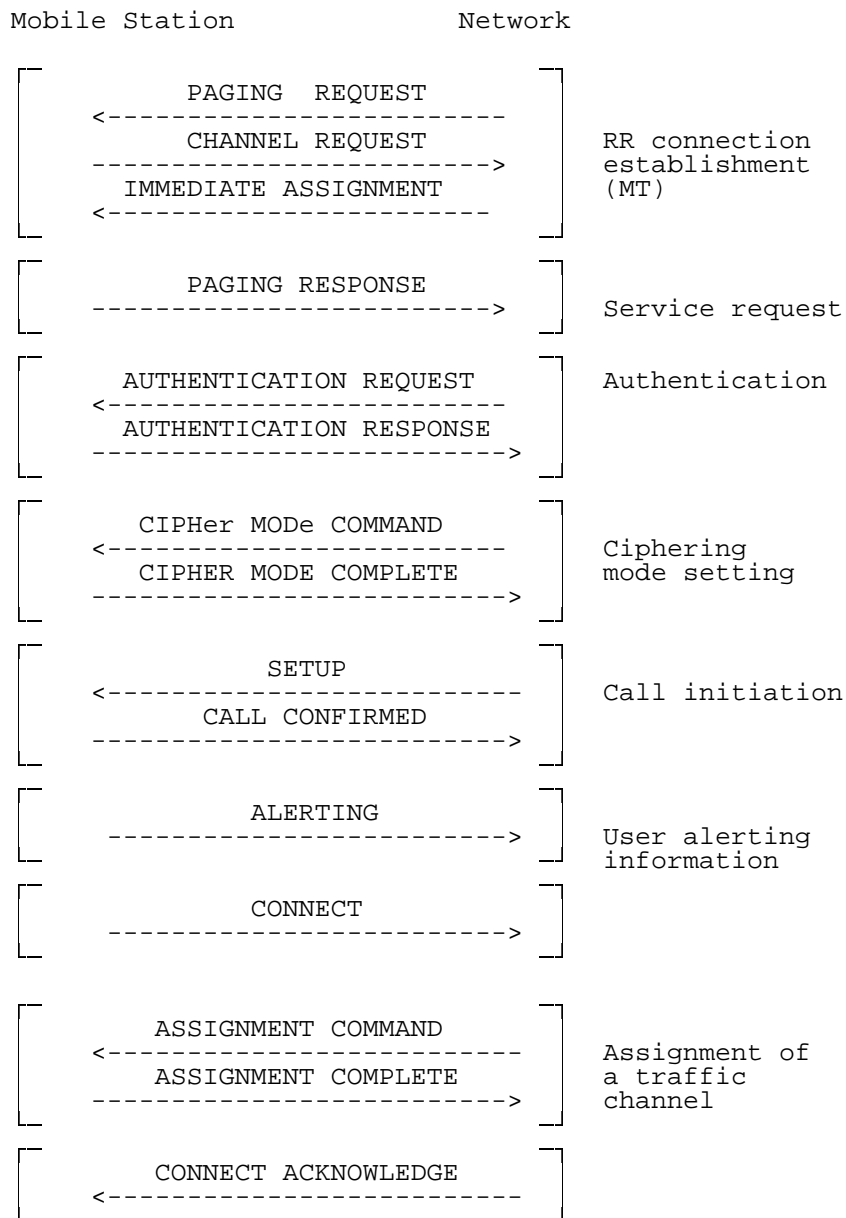 Mobile Station Network
PAGING REQUEST
<-------------------------
CHANNEL REQUEST
-------------------------> RR connection
establishment
IMMEDIATE ASSIGNMENT (MT)
<------------------------
PAGING RESPONSE
-------------------------> Service request
AUTHENTICATION REQUEST Authentication
<-------------------------
AUTHENTICATION RESPONSE
-------------------------->
CIPHer MODe COMMAND
<------------------------- Ciphering
CIPHER MODE COMPLETE mode setting
-------------------------->
SETUP
<-------------------------- Call initiation
CALL CONFIRMED
-------------------------->
ALERTING
-------------------------> User alerting
information
CONNECT
------------------------->
ASSIGNMENT COMMAND
<-------------------------- Assignment of
ASSIGNMENT COMPLETE a traffic
--------------------------> channel
CONNECT ACKNOWLEDGE
<--------------------------